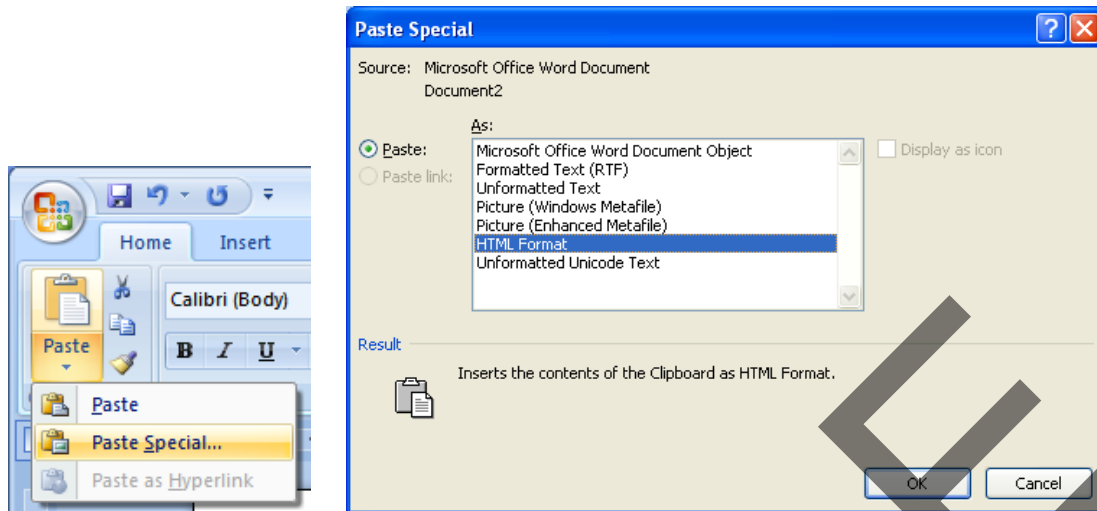 Home Insert
Calibri (Body)
Paste
B I U
Paste
Paste Special...
Paste as Hyperlink
Paste Special
Source: Microsoft Office Word Document
Document2
As:
Paste:
Paste link:
Microsoft Office Word Document Object
Formatted Text (RTF)
Unformatted Text
Picture (Windows Metafile)
Picture (Enhanced Metafile)
HTML Format
Unformatted Unicode Text
Display as icon
Result
Inserts the contents of the Clipboard as HTML Format.
OK Cancel